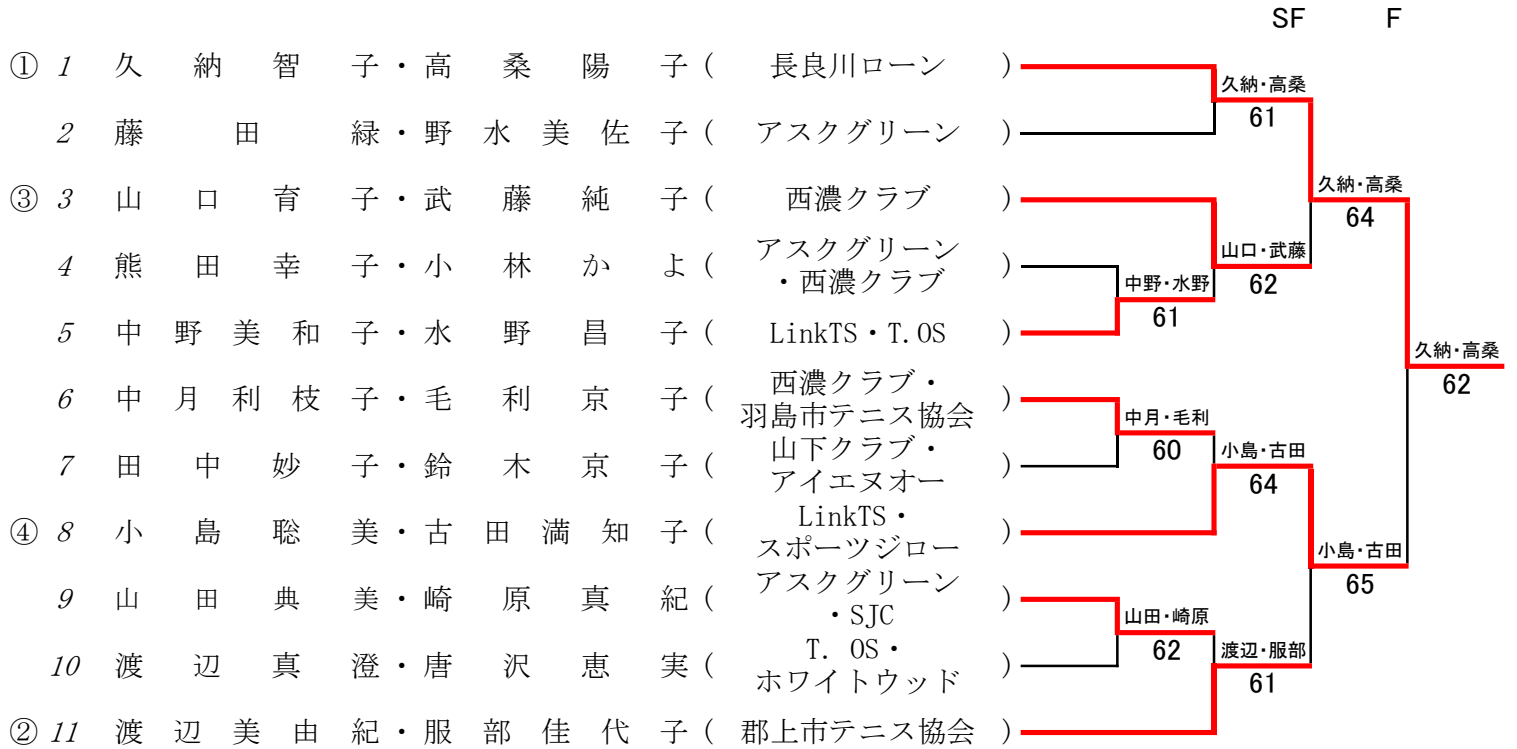 SF F
① 1 久納智子・高桑陽子(長良川ローン)
久納・高桑
61
2 藤田緑・野水美佐子(アスクグリーン)
③ 3 山口育子・武藤純子(西濃クラブ)
久納・高桑
64
4 熊田幸子・小林かよ(アスクグリーン
・西濃クラブ)
山口・武藤
62
中野・水野
61
5 中野美和子・水野昌子(LinkTS・T.OS)
久納・高桑
62
6 中月利枝子・毛利京子(西濃クラブ・
羽島市テニス協会)
中月・毛利
60
7 田中妙子・鈴木京子(山下クラブ・
アイエヌオー)
小島・古田
64
④ 8 小島聡美・古田満知子(LinkTS・
スポーツジロー)
小島・古田
65
9 山田典美・崎原真紀(アスクグリーン
・SJC)
山田・崎原
62
10 渡辺真澄・唐沢恵実(T. OS・
ホワイトウッド)
渡辺・服部
61
② 11 渡辺美由紀・服部佳代子(郡上市テニス協会)